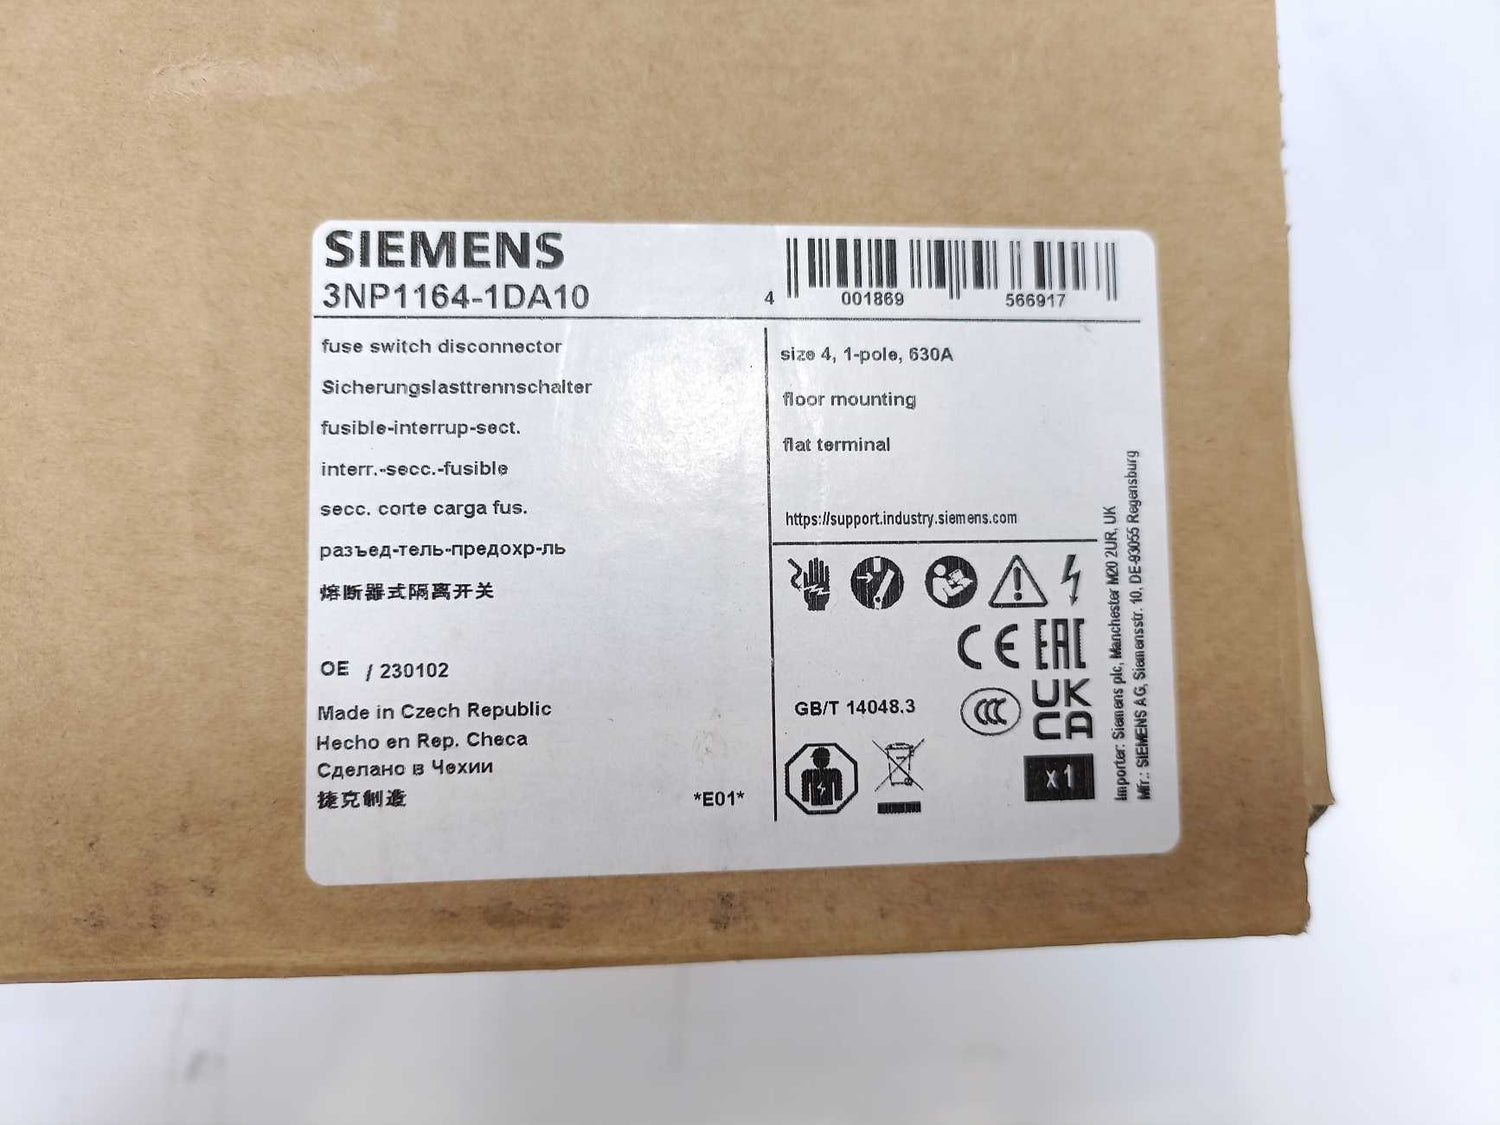 SIEMENS
3NP1164-1DA10
4 001869 566917
fuse switch disconnector
Sicherungslasttrennschalter
fusible-interrup-sect.
interr.-secc.-fusible
secc. corte carga fus.
разъед-тель-предохр-ль
熔断器式隔离开关
OE / 230102
Made in Czech Republic
Hecho en Rep. Checa
Сделано в Чехии
捷克制造
*E01*
size 4, 1-pole, 630A
floor mounting
flat terminal
https://support.industry.siemens.com
CE EAC
GB/T 14048.3
CCC
UK
CA
x1
Importer: Siemens plc, Manchester M20 2UR, UK
Mfr.: SIEMENS AG, Siemensstr. 10, DE-93055 Regensburg